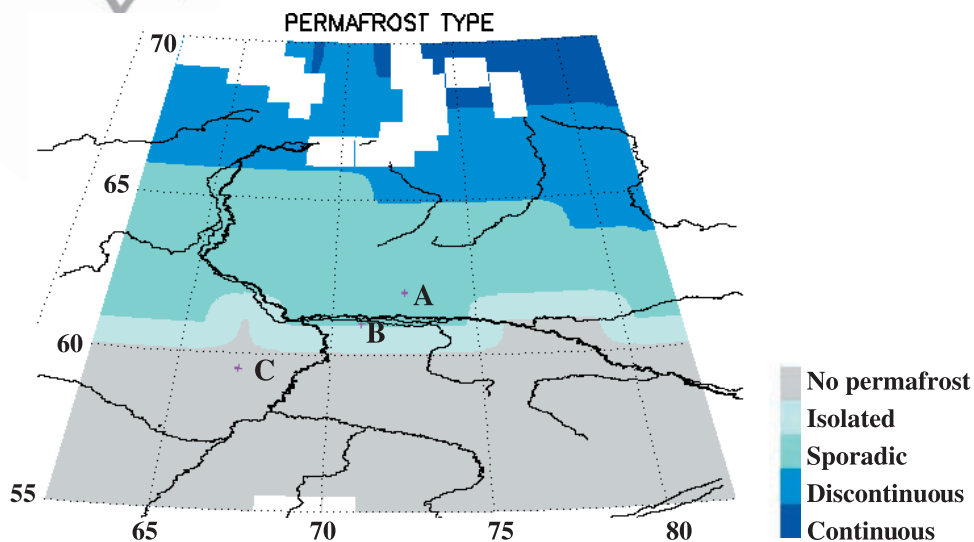 PERMAFROST TYPE
70
65
A
B
60
C
No permafrost
Isolated
Sporadic
Discontinuous
Continuous
55
65
70
75
80